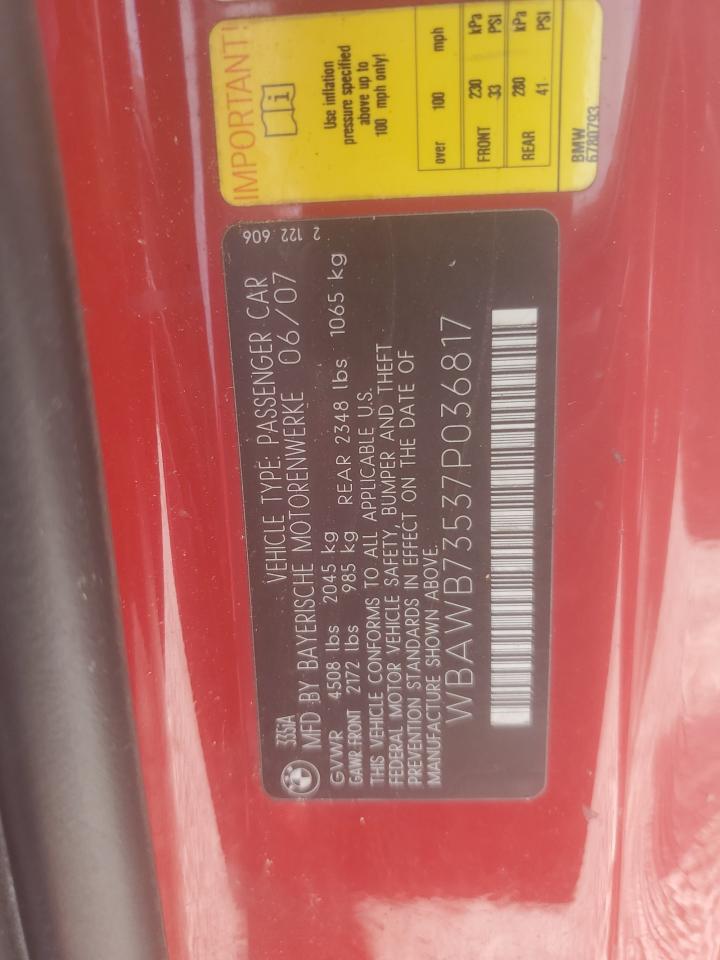 335iA VEHICLE TYPE: PASSENGER CAR 2 122 606
MFD BY BAYERISCHE MOTORENWERKE 06/07
GVWR 4508 lbs 2045 kg
GAWR FRONT 2172 lbs 985 kg REAR 2348 lbs 1065 kg
THIS VEHICLE CONFORMS TO ALL APPLICABLE U.S.
FEDERAL MOTOR VEHICLE SAFETY, BUMPER AND THEFT
PREVENTION STANDARDS IN EFFECT ON THE DATE OF
MANUFACTURE SHOWN ABOVE.
WBAWB73537P036817
IMPORTANT!
Use inflation
pressure specified
above up to
100 mph only!
over 100 mph
FRONT 230 kPa
33 PSI
REAR 280 kPa
41 PSI
BMW
6780793